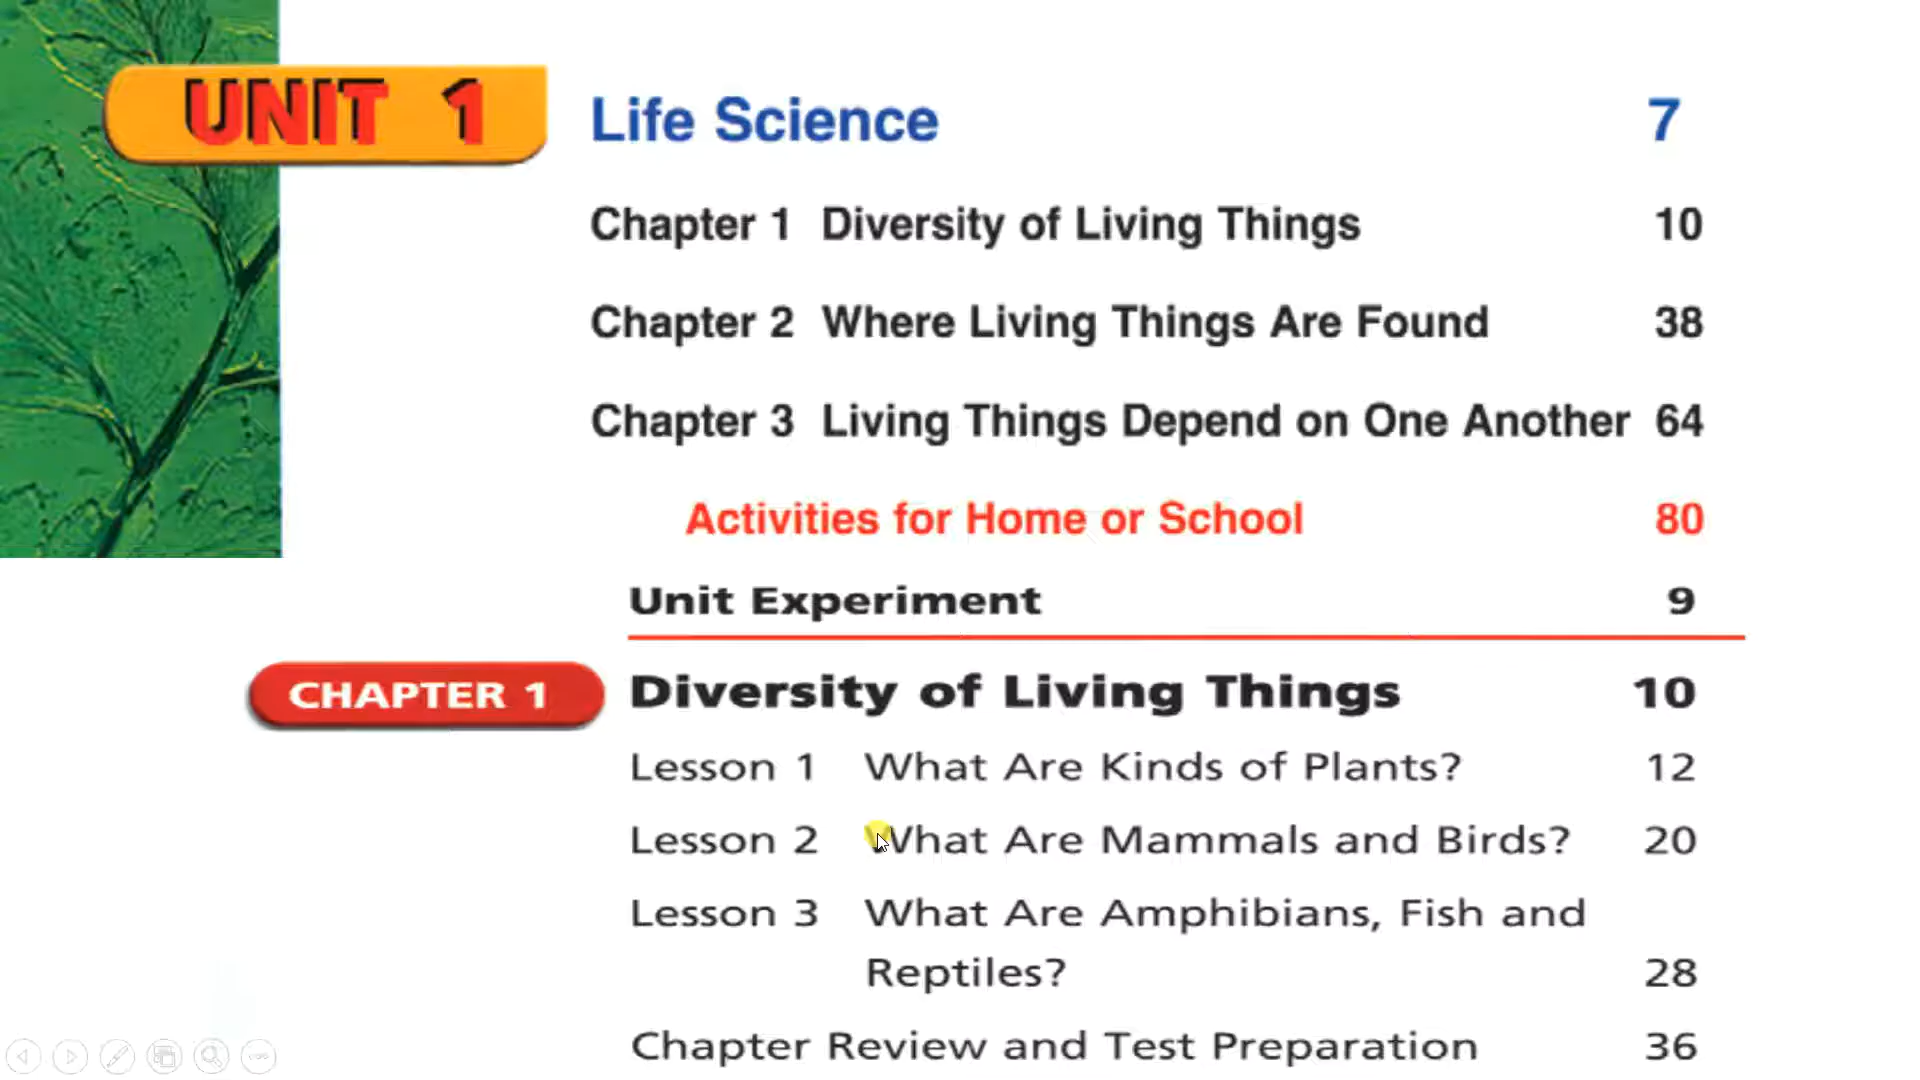 UNIT 1
Life Science 7
Chapter 1 Diversity of Living Things 10
Chapter 2 Where Living Things Are Found 38
Chapter 3 Living Things Depend on One Another 64
Activities for Home or School 80
Unit Experiment 9
CHAPTER 1 Diversity of Living Things 10
Lesson 1 What Are Kinds of Plants? 12
Lesson 2 What Are Mammals and Birds? 20
Lesson 3 What Are Amphibians, Fish and
Reptiles? 28
Chapter Review and Test Preparation 36